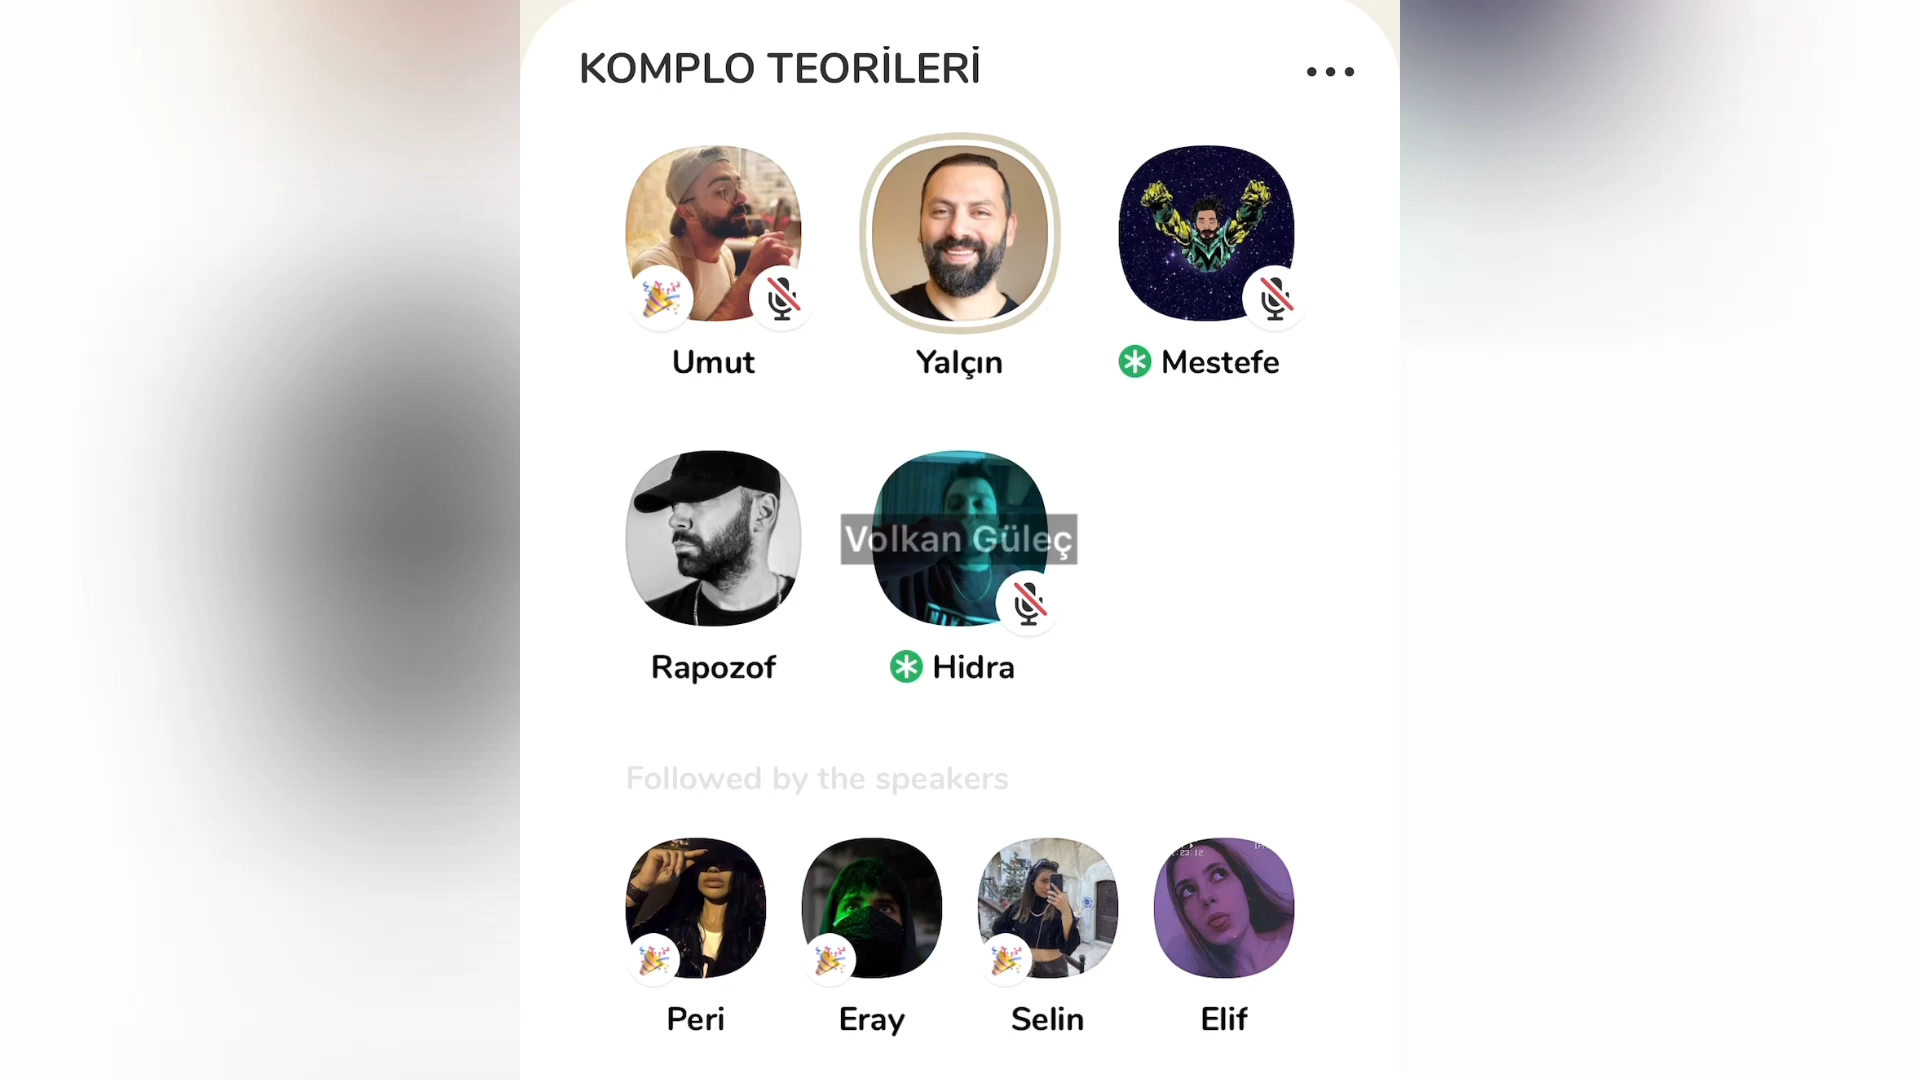 KOMPLO TEORİLERİ
Umut
Yalçın
Mestefe
Volkan Güleç
Rapozof
Hidra
Followed by the speakers
Peri
Eray
Selin
Elif